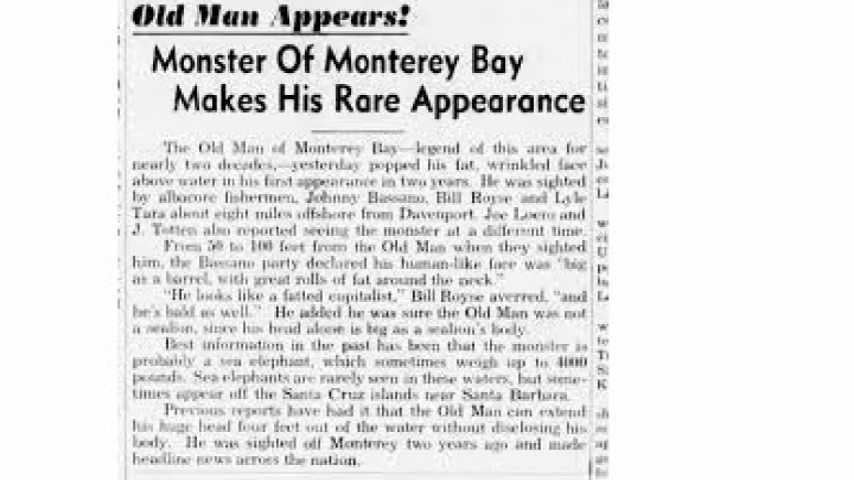 Old Man Appears!
Monster Of Monterey Bay
Makes His Rare Appearance
The Old Man of Monterey Bay—legend of this area for
nearly two decades,—yesterday popped his fat, wrinkled face
above water in his first appearance in two years. He was sighted
by albacore fishermen, Johnny Bassano, Bill Royse and Lyle
Tara about eight miles offshore from Davenport. Joe Loero and
J. Totten also reported seeing the monster at a different time.
From 50 to 100 feet from the Old Man when they sighted
him, the Bassano party declared his human-like face was "big
as a barrel, with great rolls of fat around the neck."
"He looks like a fatted capitalist," Bill Royse averred, "and
he's bald as well." He added he was sure the Old Man was not
a sealion, since his head alone is big as a sealion's body.
Best information in the past has been that the monster is
probably a sea elephant, which sometimes weigh up to 4000
pounds. Sea elephants are rarely seen in these waters, but some-
times appear off the Santa Cruz islands near Santa Barbara.
Previous reports have had it that the Old Man can extend
his huge head four feet out of the water without disclosing his
body. He was sighted off Monterey two years ago and made
headline news across the nation.